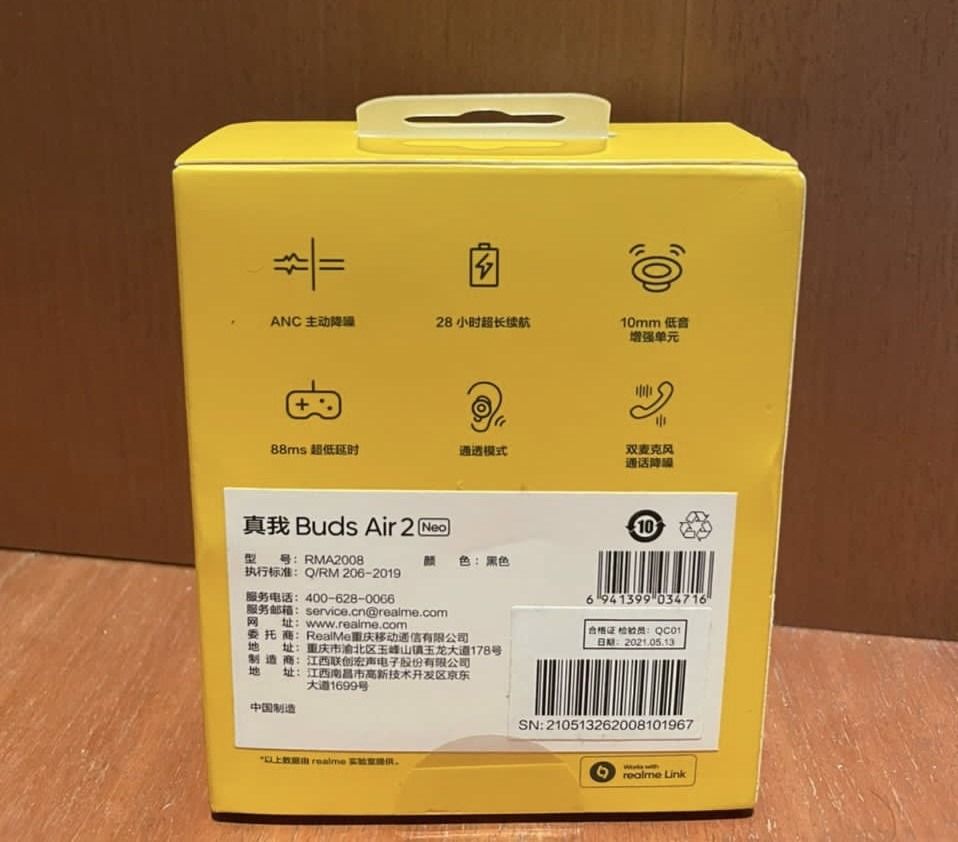 ANC 主动降噪
28 小时超长续航
10mm 低音
增强单元
88ms 超低延时
通透模式
双麦克风
通话降噪
真我 Buds Air 2 Neo
10
型 号：RMA2008 颜 色：黑色
执行标准：Q/RM 206-2019
服务电话：400-628-0066
服务邮箱：service.cn@realme.com
网 址：www.realme.com
委 托 商：RealMe重庆移动通信有限公司
地 址：重庆市渝北区玉峰山镇玉龙大道178号
制 造 商：江西联创宏声电子股份有限公司
地 址：江西南昌市高新技术开发区京东
大道1699号
中国制造
6 941399 034716
合格证 检验员：QC01
日期：2021.05.13
SN: 210513262008101967
*以上数据由 realme 实验室提供。
Works with
realme Link